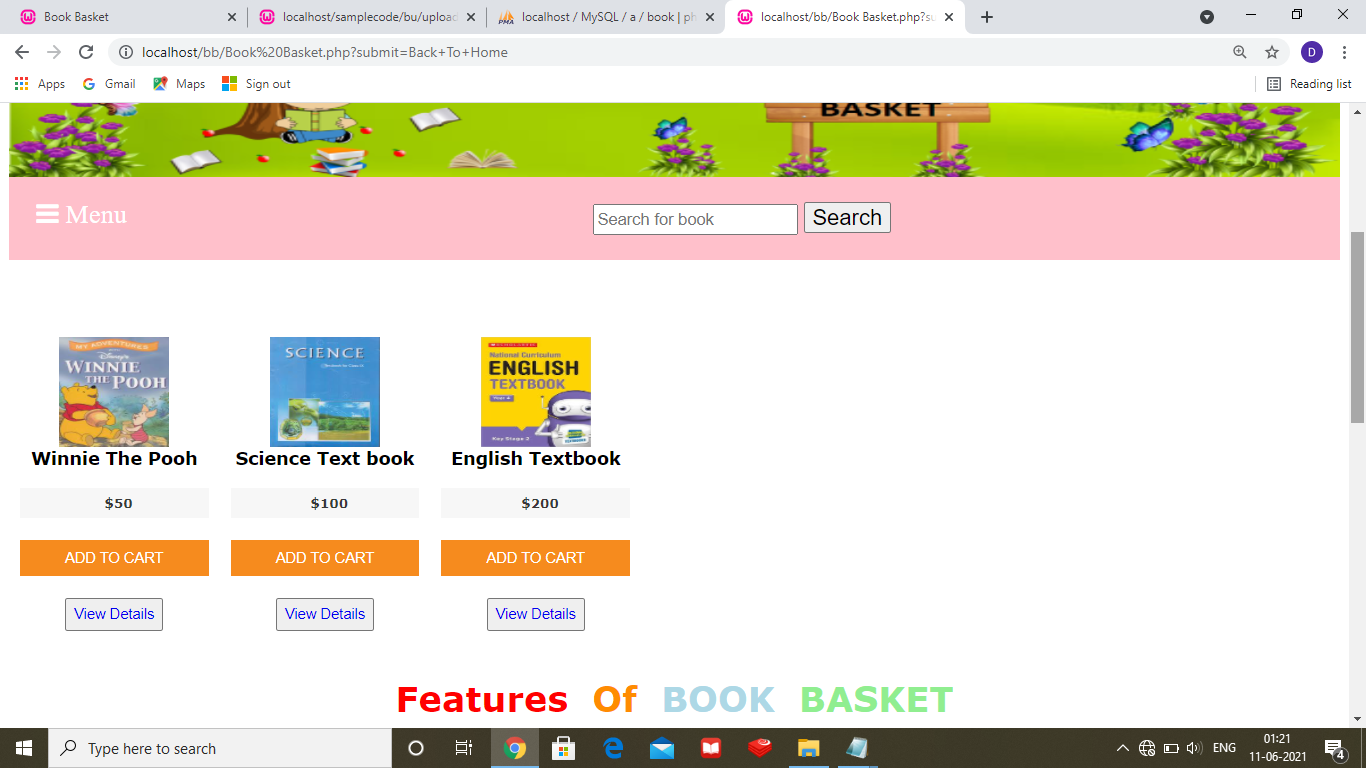 Book Basket
localhost/samplecode/bu/upload
localhost / MySQL / a / book | ph
localhost/bb/Book Basket.php?su
localhost/bb/Book%20Basket.php?submit=Back+To+Home
D
Apps
Gmail
Maps
Sign out
Reading list
BASKET
Menu
Search for book
Search
MY ADVENTURES
Disney's
WINNIE
THE POOH
SCIENCE
SCHOLASTIC
National Curriculum
ENGLISH
TEXTBOOK
Key Stage 2
Winnie The Pooh
Science Text book
English Textbook
$50
$100
$200
ADD TO CART
ADD TO CART
ADD TO CART
View Details
View Details
View Details
Features Of BOOK BASKET
Type here to search
ENG
01:21
11-06-2021
4